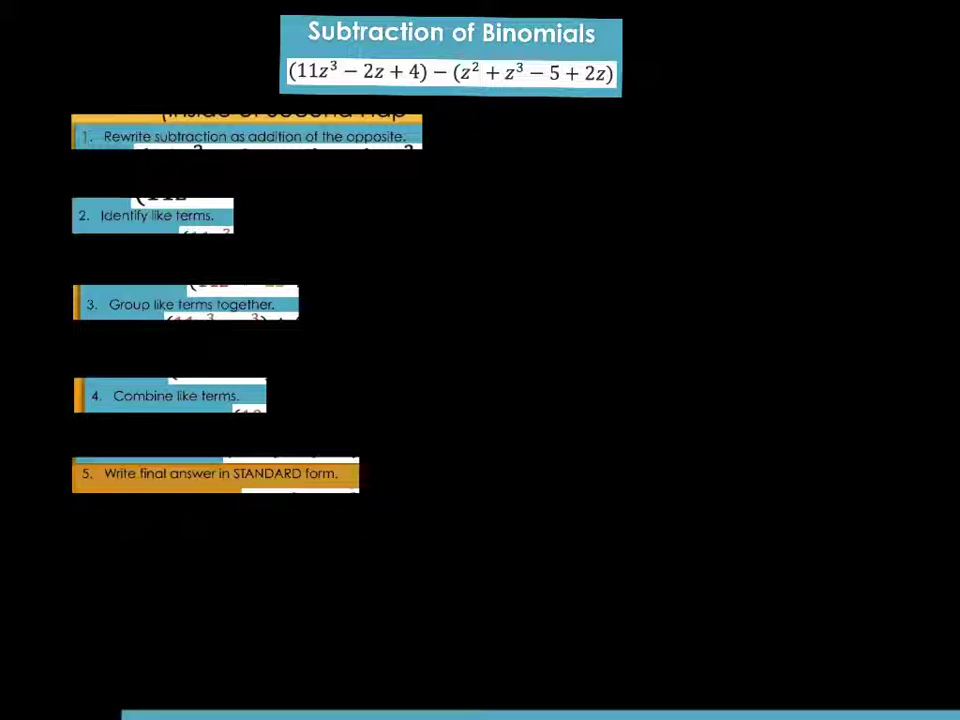 Subtraction of Binomials
(11z³ − 2z + 4) − (z² + z³ − 5 + 2z)
1. Rewrite subtraction as addition of the opposite.
2. Identify like terms.
3. Group like terms together.
4. Combine like terms.
5. Write final answer in STANDARD form.